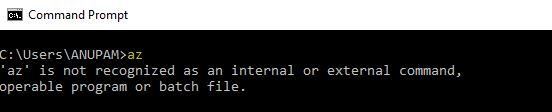 Command Prompt
C:\Users\ANUPAM>az
'az' is not recognized as an internal or external command,
operable program or batch file.